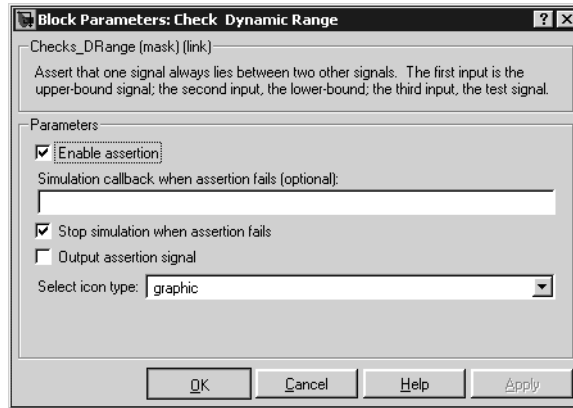 Block Parameters: Check Dynamic Range
Checks_DRange (mask) (link)
Assert that one signal always lies between two other signals. The first input is the
upper-bound signal; the second input, the lower-bound; the third input, the test signal.
Parameters
Enable assertion
Simulation callback when assertion fails (optional):
Stop simulation when assertion fails
Output assertion signal
Select icon type: graphic
OK Cancel Help Apply